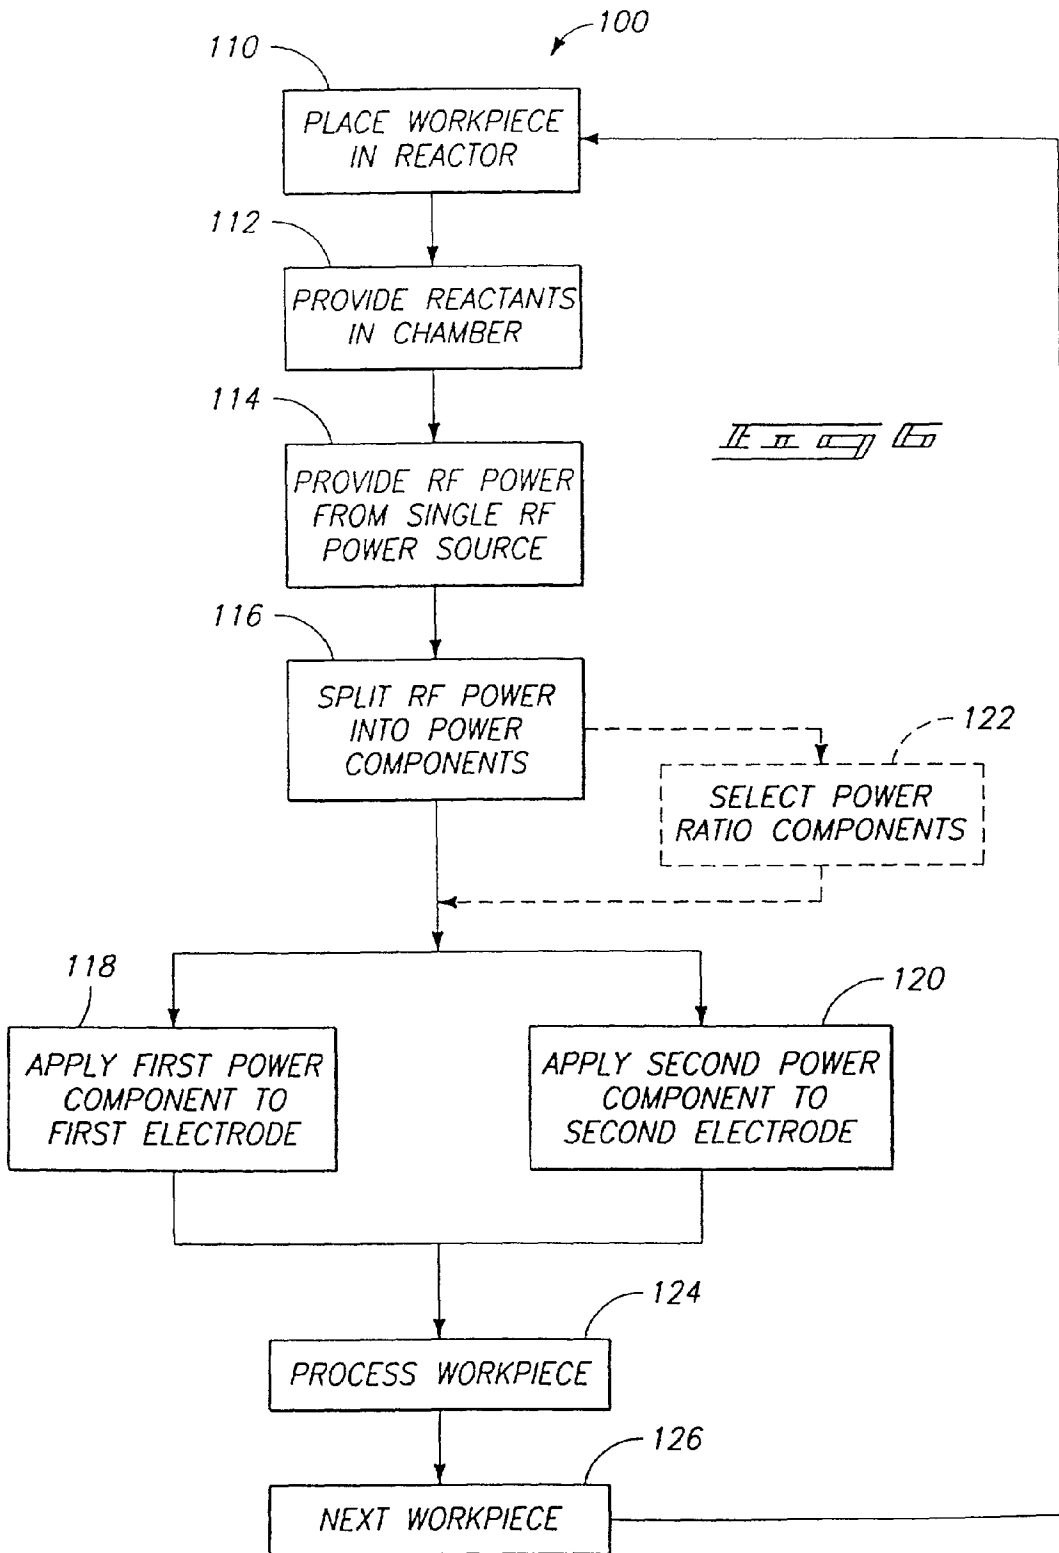 100
110
PLACE WORKPIECE
IN REACTOR
112
PROVIDE REACTANTS
IN CHAMBER
114
PROVIDE RF POWER
FROM SINGLE RF
POWER SOURCE
Fig 6
116
SPLIT RF POWER
INTO POWER
COMPONENTS
122
SELECT POWER
RATIO COMPONENTS
118
APPLY FIRST POWER
COMPONENT TO
FIRST ELECTRODE
120
APPLY SECOND POWER
COMPONENT TO
SECOND ELECTRODE
124
PROCESS WORKPIECE
126
NEXT WORKPIECE